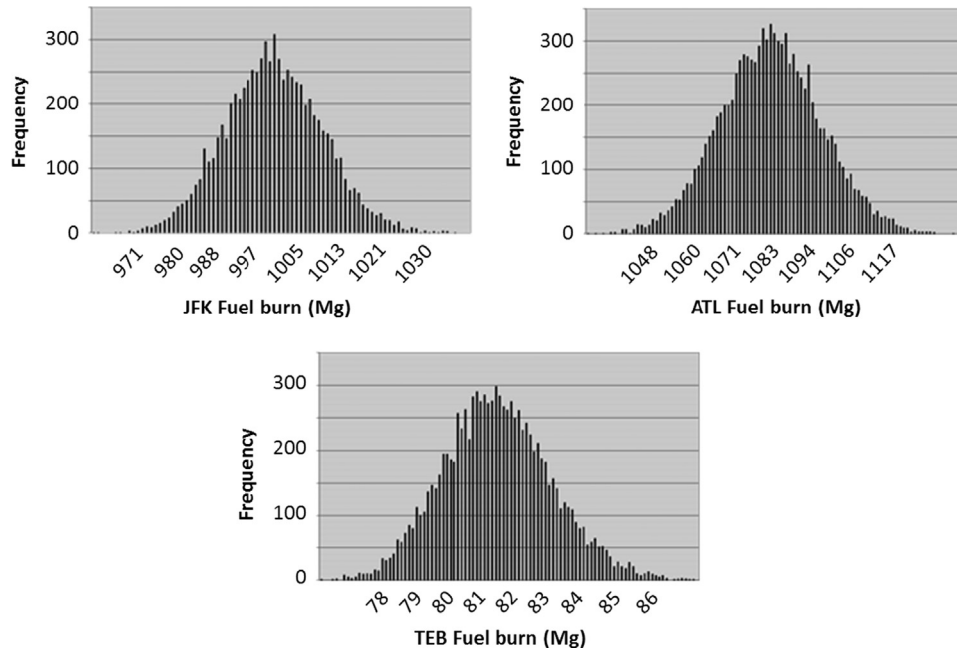 300
200
100
0
Frequency
971 980 988 997 1005 1013 1021 1030
JFK Fuel burn (Mg)
300
200
100
0
Frequency
1048 1060 1071 1083 1094 1106 1117
ATL Fuel burn (Mg)
300
200
100
0
Frequency
78 79 80 81 82 83 84 85 86
TEB Fuel burn (Mg)